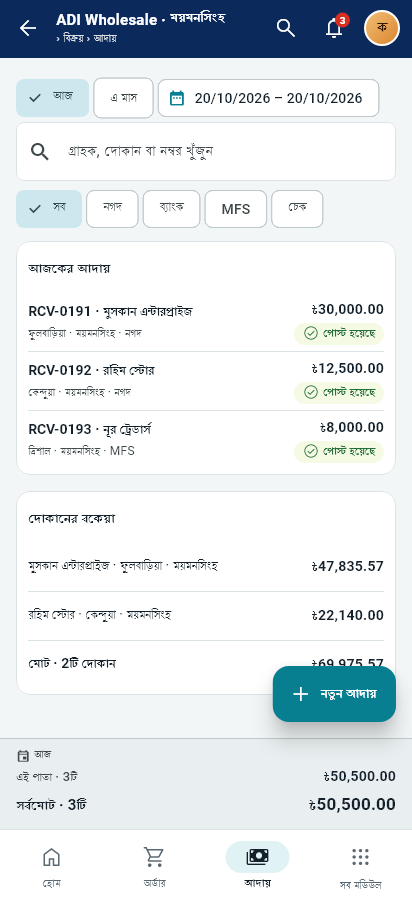 ADI Wholesale · ময়মনসিংহ
› বিক্রয় › আদায়
3
ক
আজ
এ মাস
20/10/2026 – 20/10/2026
গ্রাহক, দোকান বা নম্বর খুঁজুন
সব
নগদ
ব্যাংক
MFS
চেক
আজকের আদায়
RCV-0191 · মুসকান এন্টারপ্রাইজ
৳30,000.00
ফুলবাড়িয়া · ময়মনসিংহ · নগদ
পোস্ট হয়েছে
RCV-0192 · রহিম স্টোর
৳12,500.00
কেন্দুয়া · ময়মনসিংহ · নগদ
পোস্ট হয়েছে
RCV-0193 · নূর ট্রেডার্স
৳8,000.00
ত্রিশাল · ময়মনসিংহ · MFS
পোস্ট হয়েছে
দোকানের বকেয়া
মুসকান এন্টারপ্রাইজ · ফুলবাড়িয়া · ময়মনসিংহ
৳47,835.57
রহিম স্টোর · কেন্দুয়া · ময়মনসিংহ
৳22,140.00
মোট · 2টি দোকান
৳69,975.57
নতুন আদায়
আজ
এই পাতা · 3টি
৳50,500.00
সর্বমোট · 3টি
৳50,500.00
হোম
অর্ডার
আদায়
সব মডিউল